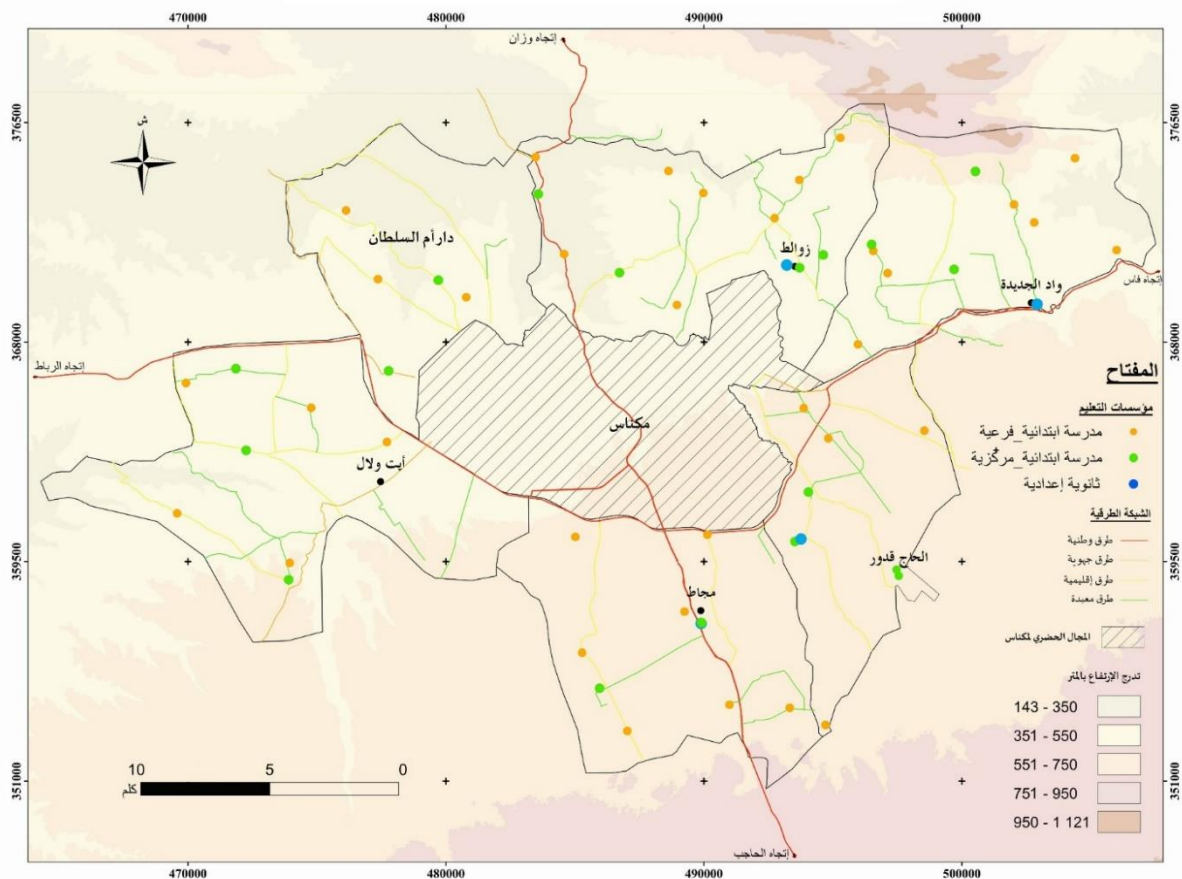 470000
480000
490000
500000
إتجاه وزان
376500
376500
ش
دار أم السلطان
زوالط
إتجاه فاس
واد الجديدة
368000
368000
إتجاه الرباط
المفتاح
مكناس
مؤسسات التعليم
مدرسة ابتدائية_فرعية
مدرسة ابتدائية_مركزية
ثانوية إعدادية
أيت ولال
الشبكة الطرقية
طرق وطنية
طرق جهوية
طرق إقليمية
طرق معبدة
359500
359500
الحاج قدور
مجاط
المجال الحضري لمكناس
تدرج الإرتفاع بالمتر
143 - 350
351 - 550
551 - 750
751 - 950
950 - 1 121
10
5
0
كلم
351000
351000
إتجاه الحاجب
470000
480000
490000
500000